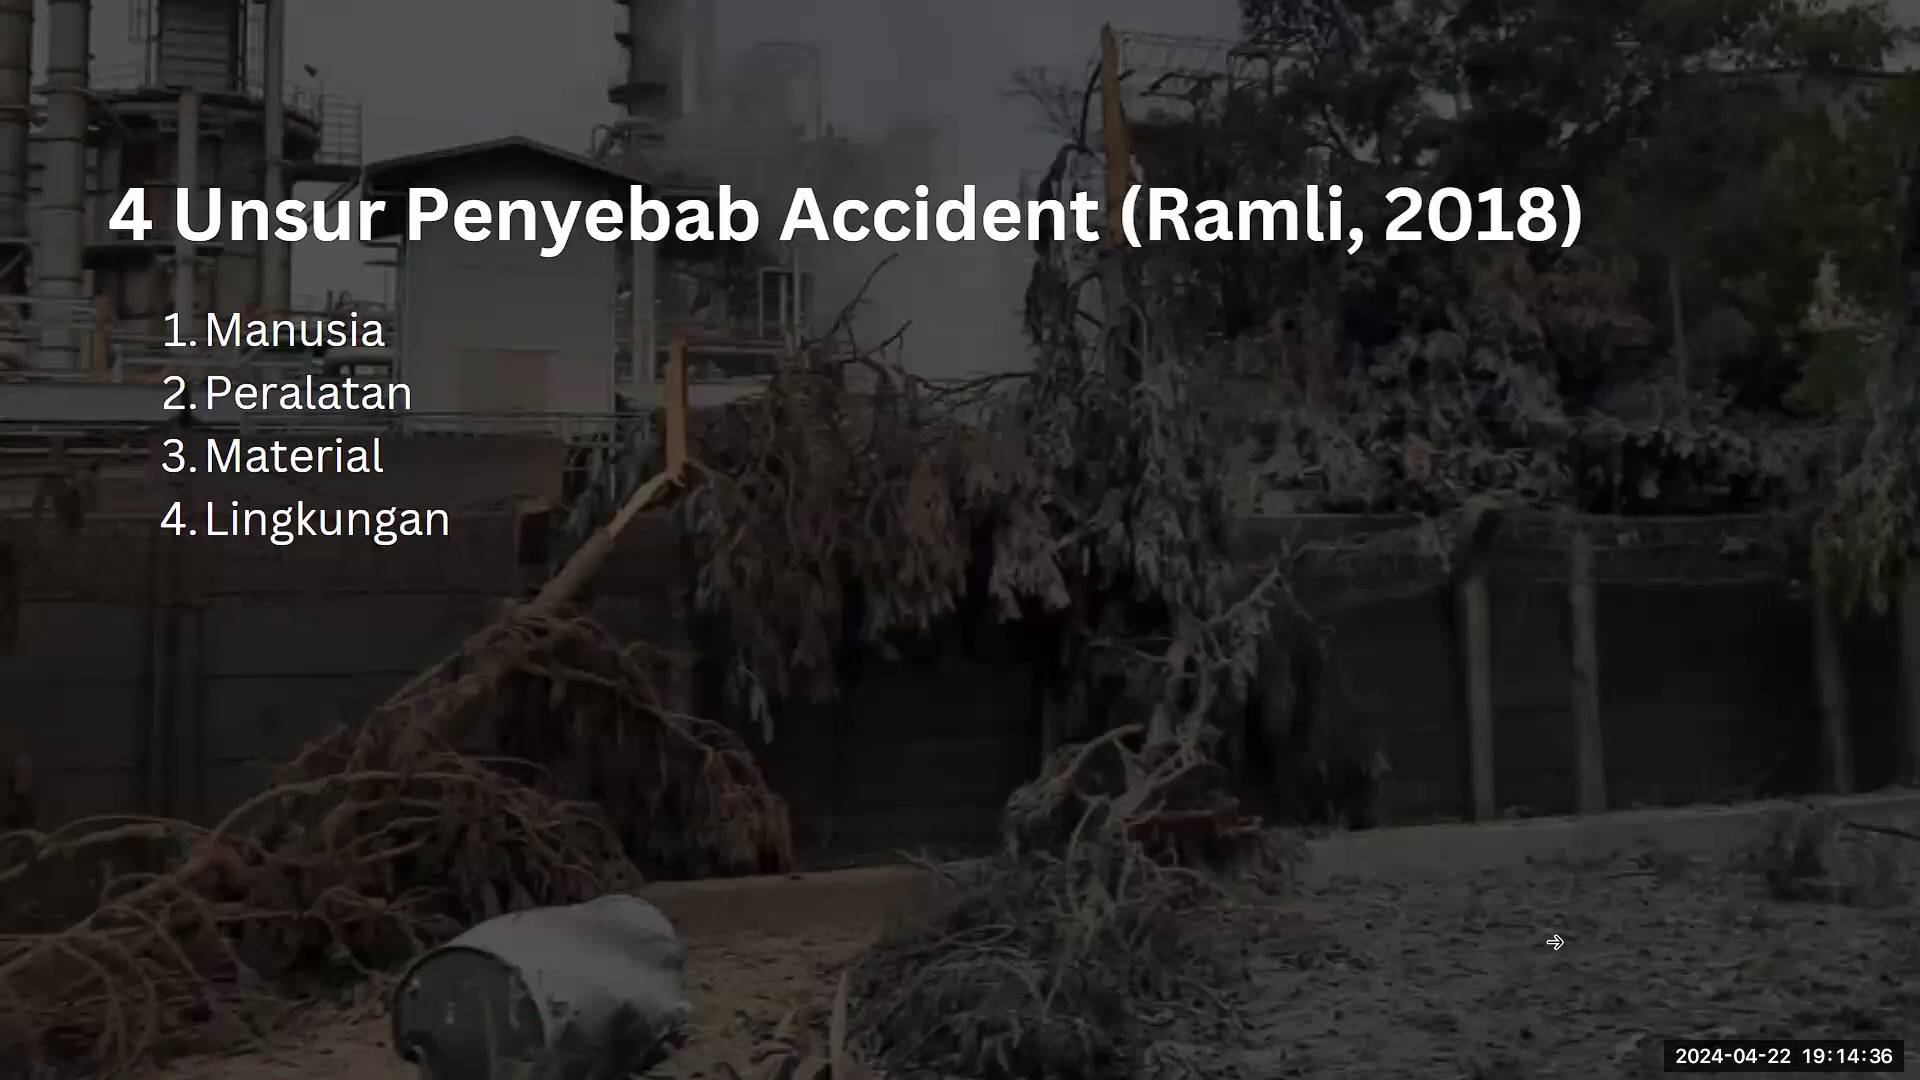 4 Unsur Penyebab Accident (Ramli, 2018)
1. Manusia
2. Peralatan
3. Material
4. Lingkungan
2024-04-22 19:14:36